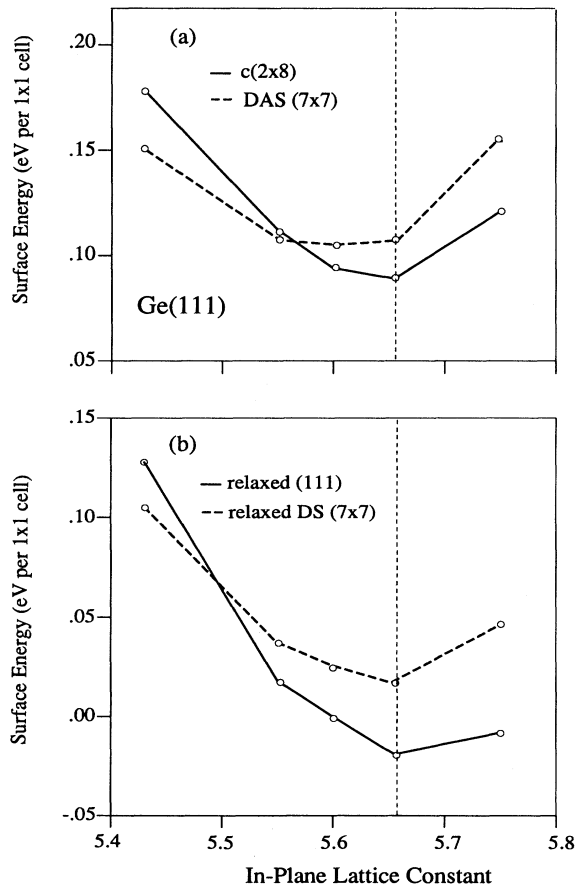 (a)
c(2x8)
DAS (7x7)
Ge(111)
.20
.15
.10
.05
Surface Energy (eV per 1x1 cell)
(b)
relaxed (111)
relaxed DS (7x7)
.15
.10
.05
.00
-.05
Surface Energy (eV per 1x1 cell)
5.4 5.5 5.6 5.7 5.8
In-Plane Lattice Constant